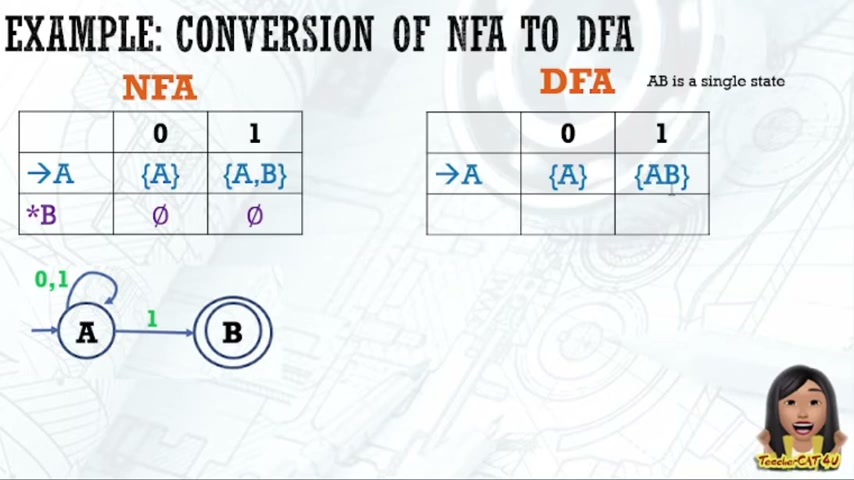 EXAMPLE: CONVERSION OF NFA TO DFA
NFA
0 1
→A {A} {A,B}
*B ∅ ∅
0,1
1
A B
DFA
AB is a single state
0 1
→A {A} {AB}
TeacherCAT4U